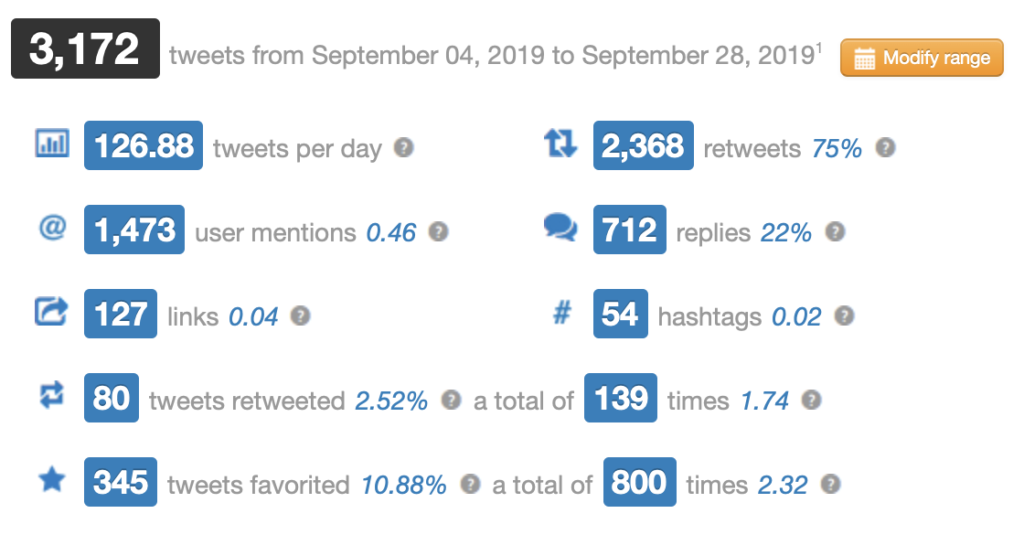 3,172 tweets from September 04, 2019 to September 28, 2019¹ Modify range
126.88 tweets per day ? 2,368 retweets 75% ?
@ 1,473 user mentions 0.46 ? 712 replies 22% ?
127 links 0.04 ? # 54 hashtags 0.02 ?
80 tweets retweeted 2.52% ? a total of 139 times 1.74 ?
345 tweets favorited 10.88% ? a total of 800 times 2.32 ?